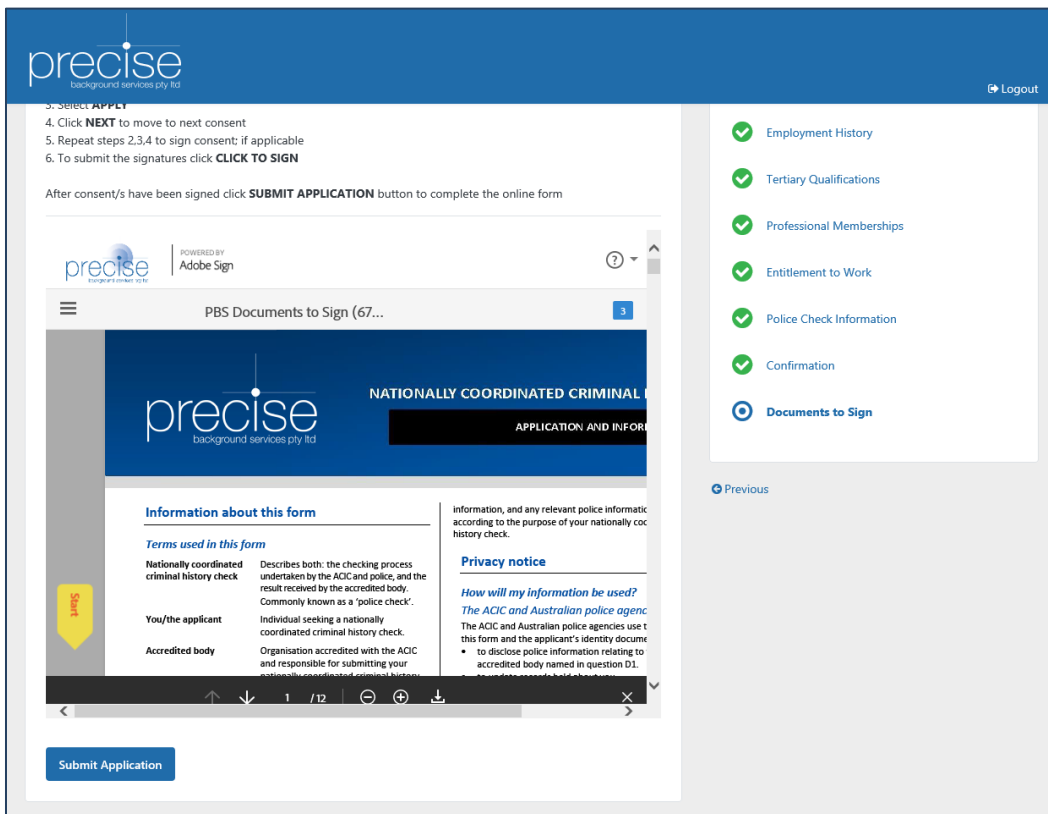 precise
background services pty ltd
Logout
3. Select APPLY
4. Click NEXT to move to next consent
5. Repeat steps 2,3,4 to sign consent; if applicable
6. To submit the signatures click CLICK TO SIGN
After consent/s have been signed click SUBMIT APPLICATION button to complete the online form
precise
POWERED BY
Adobe Sign
PBS Documents to Sign (67...
3
precise
background services pty ltd
NATIONALLY COORDINATED CRIMINAL
APPLICATION AND INFOR
Information about this form
Terms used in this form
Nationally coordinated criminal history check
Describes both: the checking process
undertaken by the ACIC and police, and the
result received by the accredited body.
Commonly known as a ‘police check’.
You/the applicant
Individual seeking a nationally
coordinated criminal history check.
Accredited body
Organisation accredited with the ACIC
and responsible for submitting your
nationally coordinated criminal history
information, and any relevant police informatio
according to the purpose of your nationally coo
history check.
Privacy notice
How will my information be used?
The ACIC and Australian police agenc
The ACIC and Australian police agencies use t
this form and the applicant's identity docume
• to disclose police information relating to
accredited body named in question D1.
• to update records held about you
Start
1 / 12
Submit Application
Employment History
Tertiary Qualifications
Professional Memberships
Entitlement to Work
Police Check Information
Confirmation
Documents to Sign
Previous